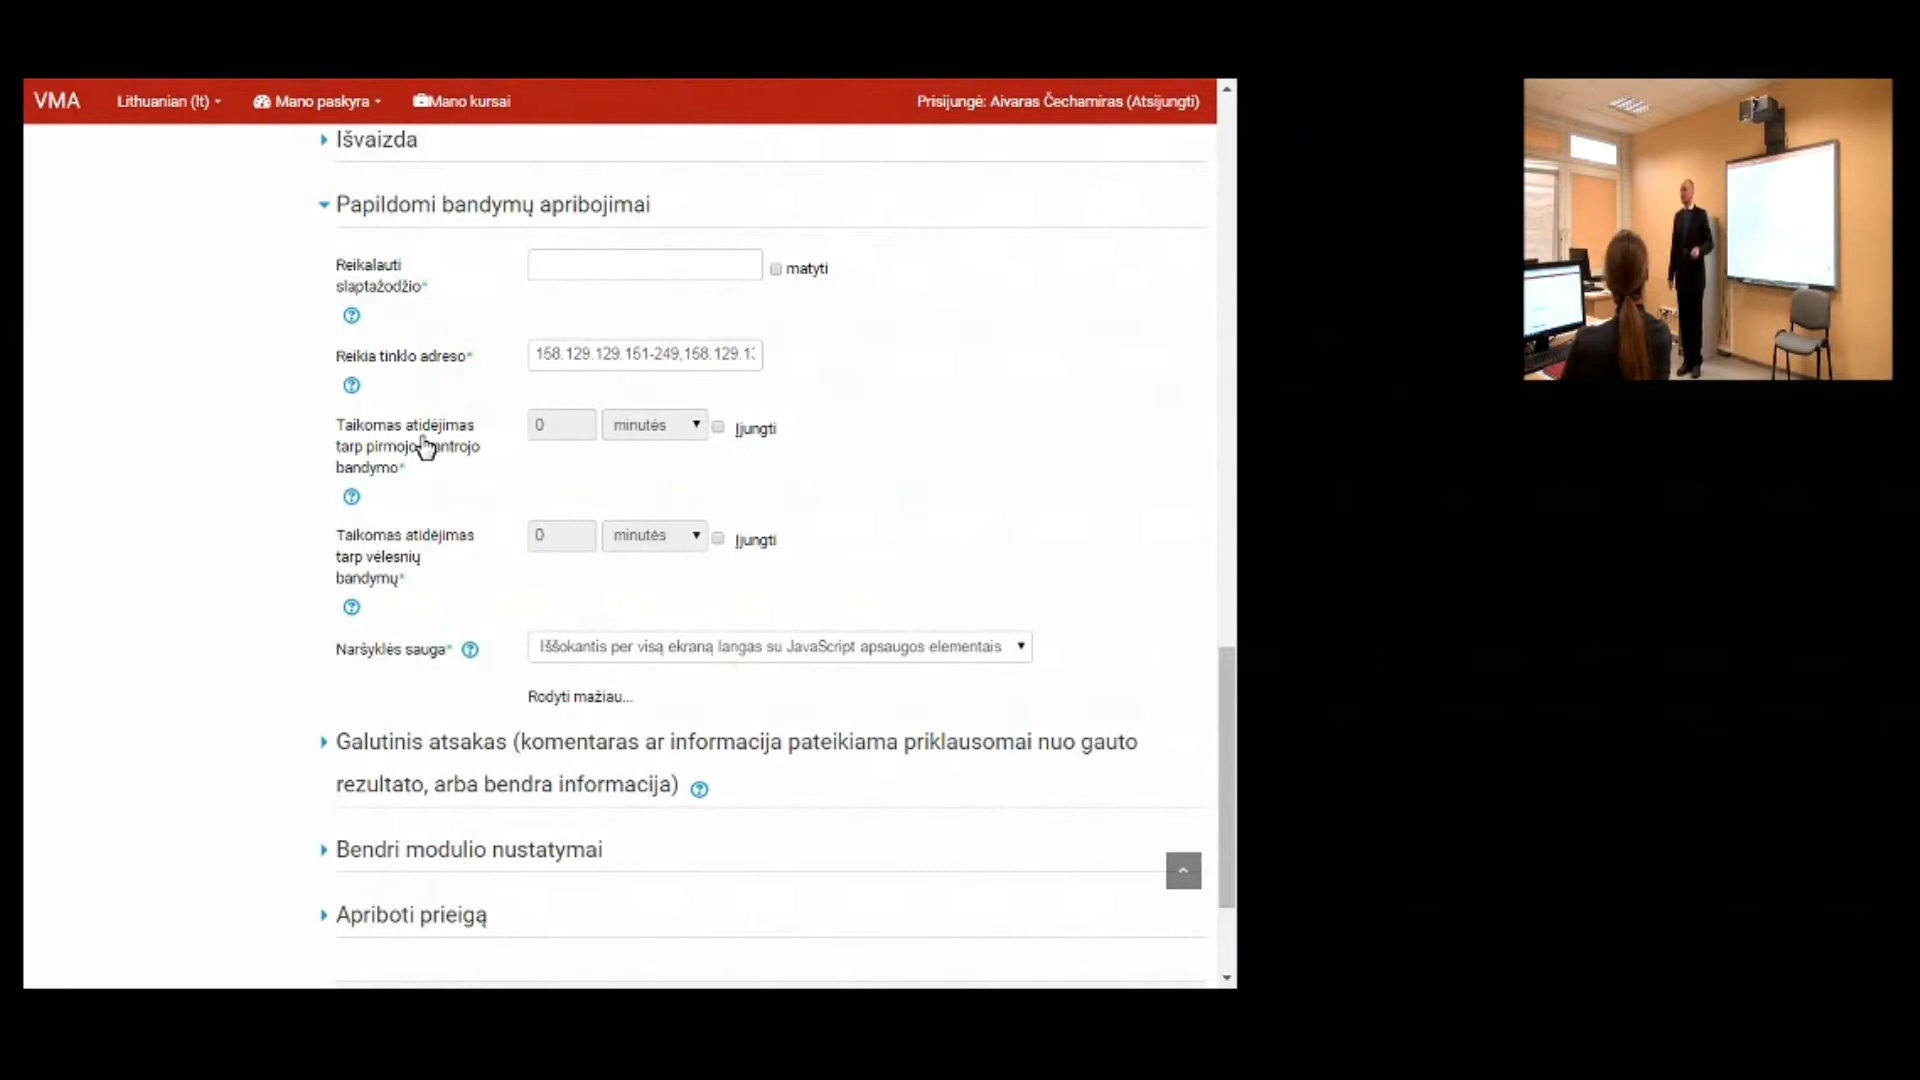 VMA Lithuanian (lt) Mano paskyra Mano kursai Prisijungė: Aivaras Čechamiras (Atsijungti)
Išvaizda
Papildomi bandymų apribojimai
Reikalauti
slaptažodžio*
matyti
Reikia tinklo adreso*
158.129.129.151-249,158.129.1
Taikomas atidėjimas
tarp pirmojo antrojo
bandymo*
0 minutės Įjungti
Taikomas atidėjimas
tarp vėlesnių
bandymų*
0 minutės Įjungti
Naršyklės sauga*
Iššokantis per visą ekraną langas su JavaScript apsaugos elementais
Rodyti mažiau...
Galutinis atsakas (komentaras ar informacija pateikiama priklausomai nuo gauto
rezultato, arba bendra informacija)
Bendri modulio nustatymai
Apriboti prieigą